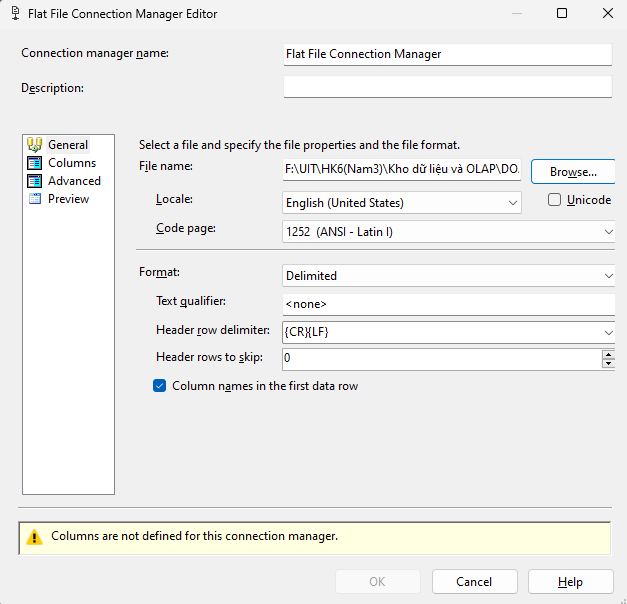 Flat File Connection Manager Editor
Connection manager name: Flat File Connection Manager
Description:
General
Columns
Advanced
Preview
Select a file and specify the file properties and the file format.
File name: F:\UIT\HK6(Nam3)\Kho dữ liệu và OLAP\DO. Browse...
Locale: English (United States) Unicode
Code page: 1252 (ANSI - Latin I)
Format: Delimited
Text qualifier: <none>
Header row delimiter: {CR}{LF}
Header rows to skip: 0
Column names in the first data row
Columns are not defined for this connection manager.
OK Cancel Help